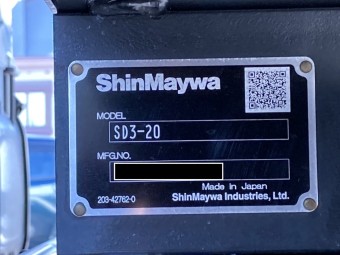 ShinMaywa
MODEL
SD3-20
MFG.NO.
Made in Japan
203-42762-0
ShinMaywa Industries, Ltd.